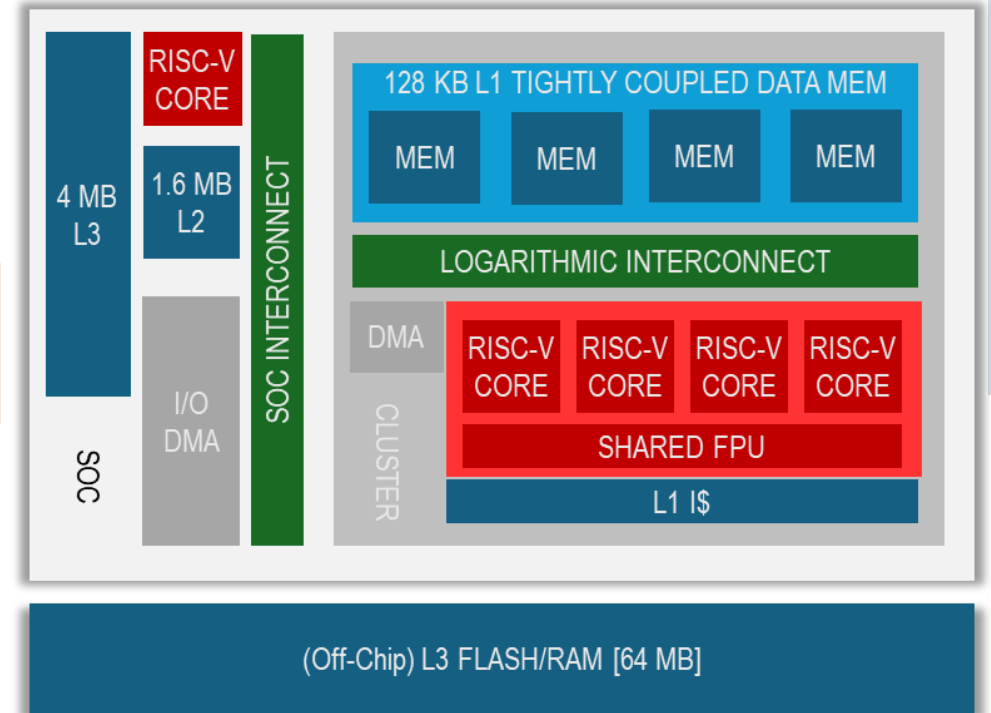 4 MB
L3
SOC
RISC-V
CORE
1.6 MB
L2
I/O
DMA
SOC INTERCONNECT
128 KB L1 TIGHTLY COUPLED DATA MEM
MEM
MEM
MEM
MEM
LOGARITHMIC INTERCONNECT
DMA
CLUSTER
RISC-V
CORE
RISC-V
CORE
RISC-V
CORE
RISC-V
CORE
SHARED FPU
L1 I$
(Off-Chip) L3 FLASH/RAM [64 MB]